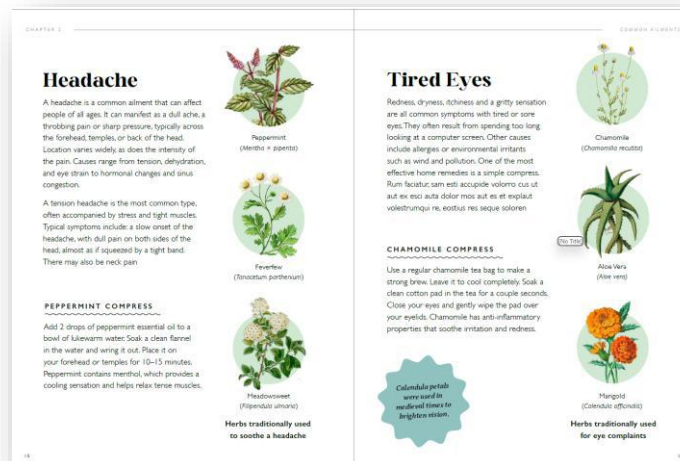 CHAPTER 2
Headache
A headache is a common ailment that can affect
people of all ages. It can manifest as a dull ache, a
throbbing pain or sharp pressure, typically across
the forehead, temples, or back of the head.
Location varies widely, as does the intensity of
the pain. Causes range from tension, dehydration,
and eye strain to hormonal changes and sinus
congestion.
A tension headache is the most common type,
often accompanied by stress and tight muscles.
Typical symptoms include: a slow onset of the
headache, with dull pain on both sides of the
head, almost as if squeezed by a tight band.
There may also be neck pain
PEPPERMINT COMPRESS
Add 2 drops of peppermint essential oil to a
bowl of lukewarm water. Soak a clean flannel
in the water and wring it out. Place it on
your forehead or temples for 10–15 minutes.
Peppermint contains menthol, which provides a
cooling sensation and helps relax tense muscles.
Peppermint
(Mentha × piperita)
Feverfew
(Tanacetum parthenium)
Meadowsweet
(Filipendula ulmaria)
Herbs traditionally used
to soothe a headache
COMMON AILMENTS
Tired Eyes
Redness, dryness, itchiness and a gritty sensation
are all common symptoms with tired or sore
eyes. They often result from spending too long
looking at a computer screen. Other causes
include allergies or environmental irritants
such as wind and pollution. One of the most
effective home remedies is a simple compress.
Rum faciatur, sam esti accupide volorro cus ut
aut ex esci auta dolor mos aut es et explaut
volestrumqui re, eostius res seque soloren
CHAMOMILE COMPRESS
Use a regular chamomile tea bag to make a
strong brew. Leave it to cool completely. Soak a
clean cotton pad in the tea for a couple seconds.
Close your eyes and gently wipe the pad over
your eyelids. Chamomile has anti-inflammatory
properties that soothe irritation and redness.
Calendula petals
were used in
medieval times to
brighten vision.
Chamomile
(Chamomilla recutita)
No Title
Aloe Vera
(Aloe vera)
Marigold
(Calendula officinalis)
Herbs traditionally used
for eye complaints